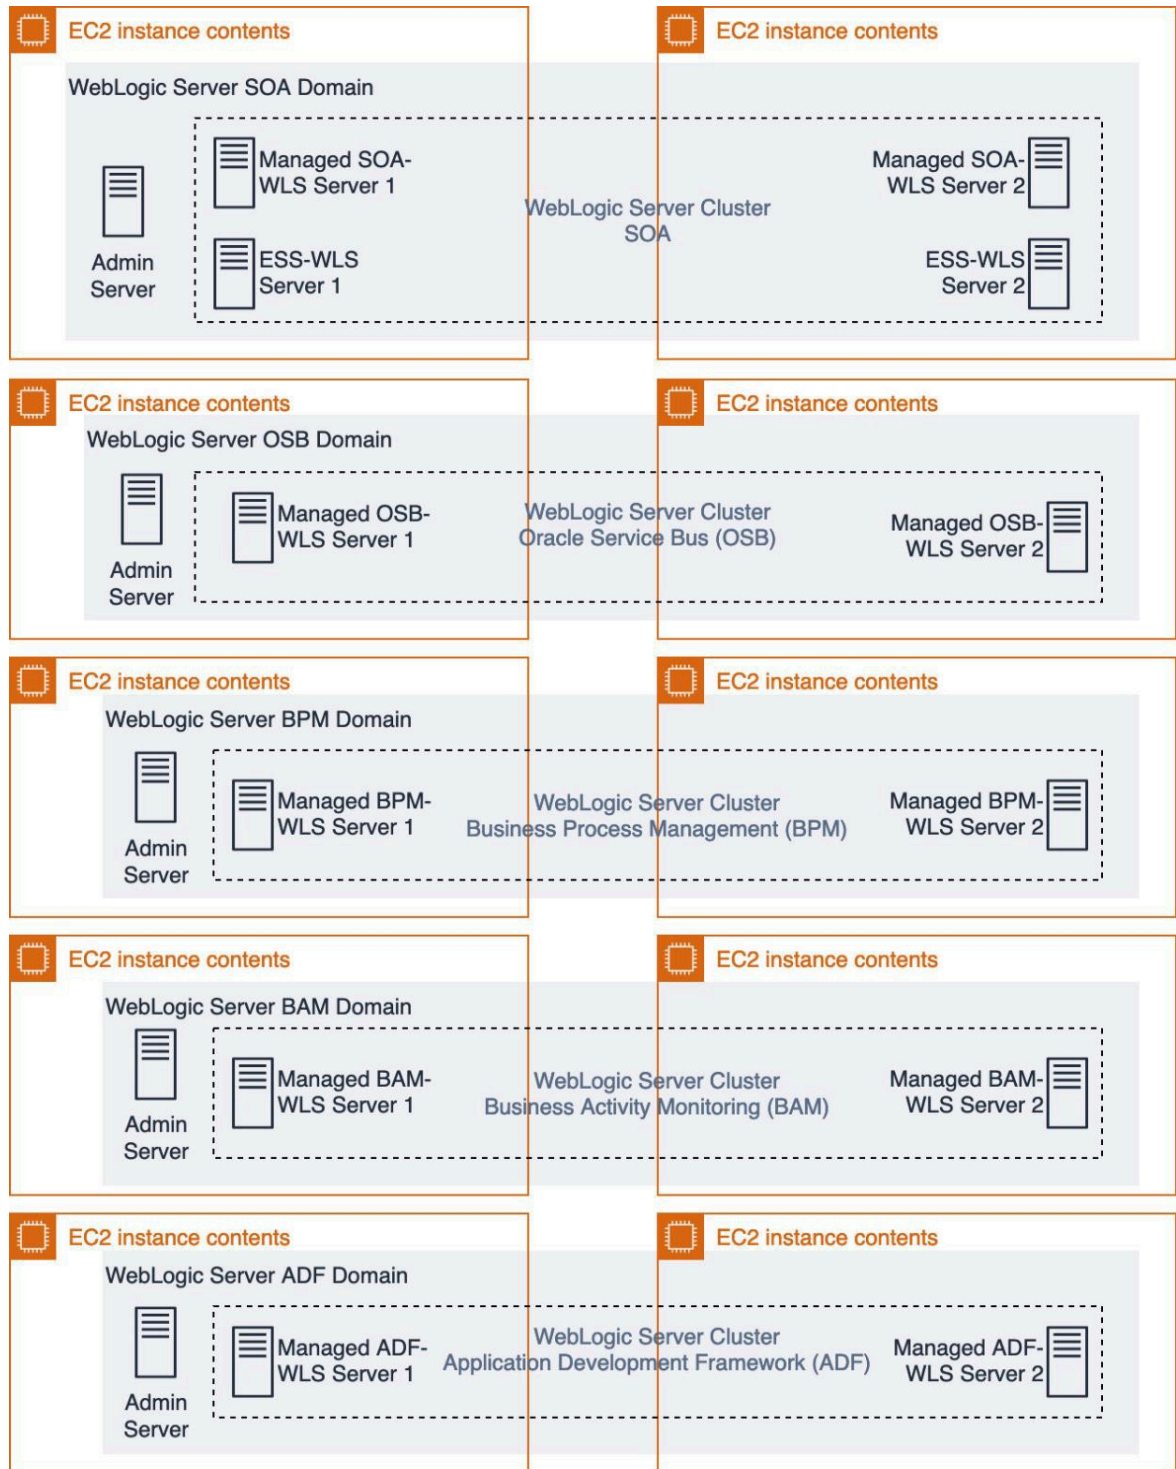 EC2 instance contents
EC2 instance contents
WebLogic Server SOA Domain
Managed SOA-
WLS Server 1
Managed SOA-
WLS Server 2
WebLogic Server Cluster
SOA
Admin
Server
ESS-WLS
Server 1
ESS-WLS
Server 2
EC2 instance contents
EC2 instance contents
WebLogic Server OSB Domain
Managed OSB-
WLS Server 1
WebLogic Server Cluster
Oracle Service Bus (OSB)
Managed OSB-
WLS Server 2
Admin
Server
EC2 instance contents
EC2 instance contents
WebLogic Server BPM Domain
Managed BPM-
WLS Server 1
WebLogic Server Cluster
Business Process Management (BPM)
Managed BPM-
WLS Server 2
Admin
Server
EC2 instance contents
EC2 instance contents
WebLogic Server BAM Domain
Managed BAM-
WLS Server 1
WebLogic Server Cluster
Business Activity Monitoring (BAM)
Managed BAM-
WLS Server 2
Admin
Server
EC2 instance contents
EC2 instance contents
WebLogic Server ADF Domain
Managed ADF-
WLS Server 1
WebLogic Server Cluster
Application Development Framework (ADF)
Managed ADF-
WLS Server 2
Admin
Server